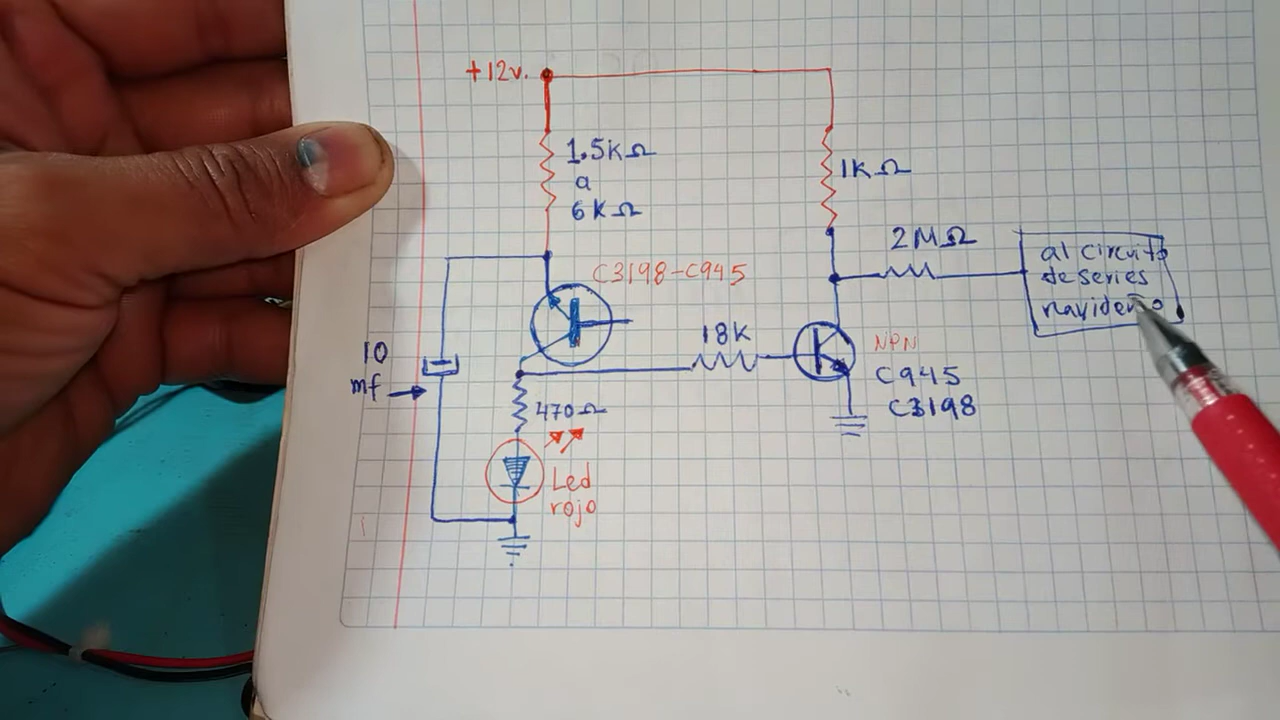 +12v.
1.5KΩ
a
6KΩ
1KΩ
2MΩ
al circuito
de series
navideño
C3198-C945
18K
NPN
C945
C3198
10
mf
470Ω
Led
rojo